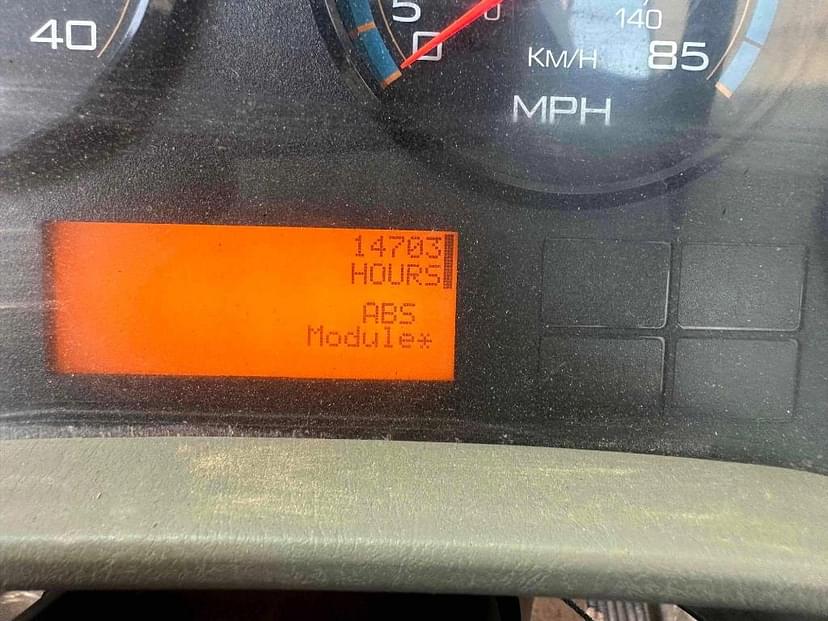 40
5
0
140
KM/H
85
MPH
14703
HOURS
ABS
Module*